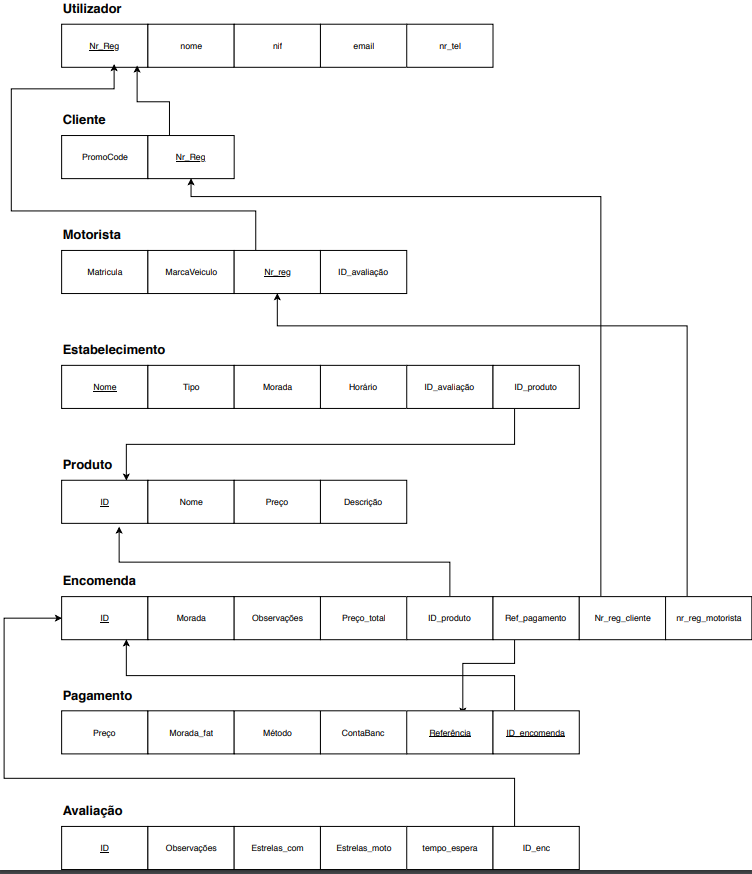 Utilizador
Nr_Reg nome nif email nr_tel
Cliente
PromoCode Nr_Reg
Motorista
Matricula MarcaVeiculo Nr_reg ID_avaliação
Estabelecimento
Nome Tipo Morada Horário ID_avaliação ID_produto
Produto
ID Nome Preço Descrição
Encomenda
ID Morada Observações Preço_total ID_produto Ref_pagamento Nr_reg_cliente nr_reg_motorista
Pagamento
Preço Morada_fat Método ContaBanc Referência ID_encomenda
Avaliação
ID Observações Estrelas_com Estrelas_moto tempo_espera ID_enc